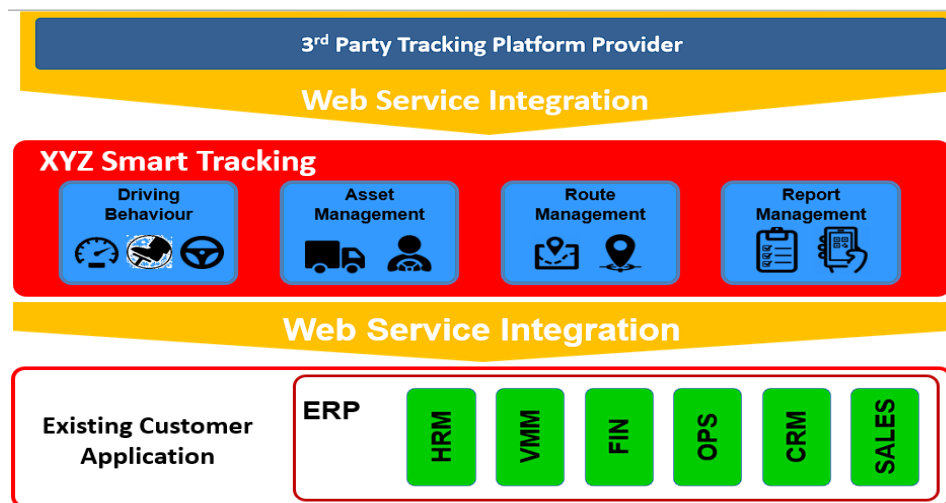 3rd Party Tracking Platform Provider
Web Service Integration
XYZ Smart Tracking
Driving
Behaviour
Asset
Management
Route
Management
Report
Management
Web Service Integration
Existing Customer
Application
ERP
HRM
VMM
FIN
OPS
CRM
SALES